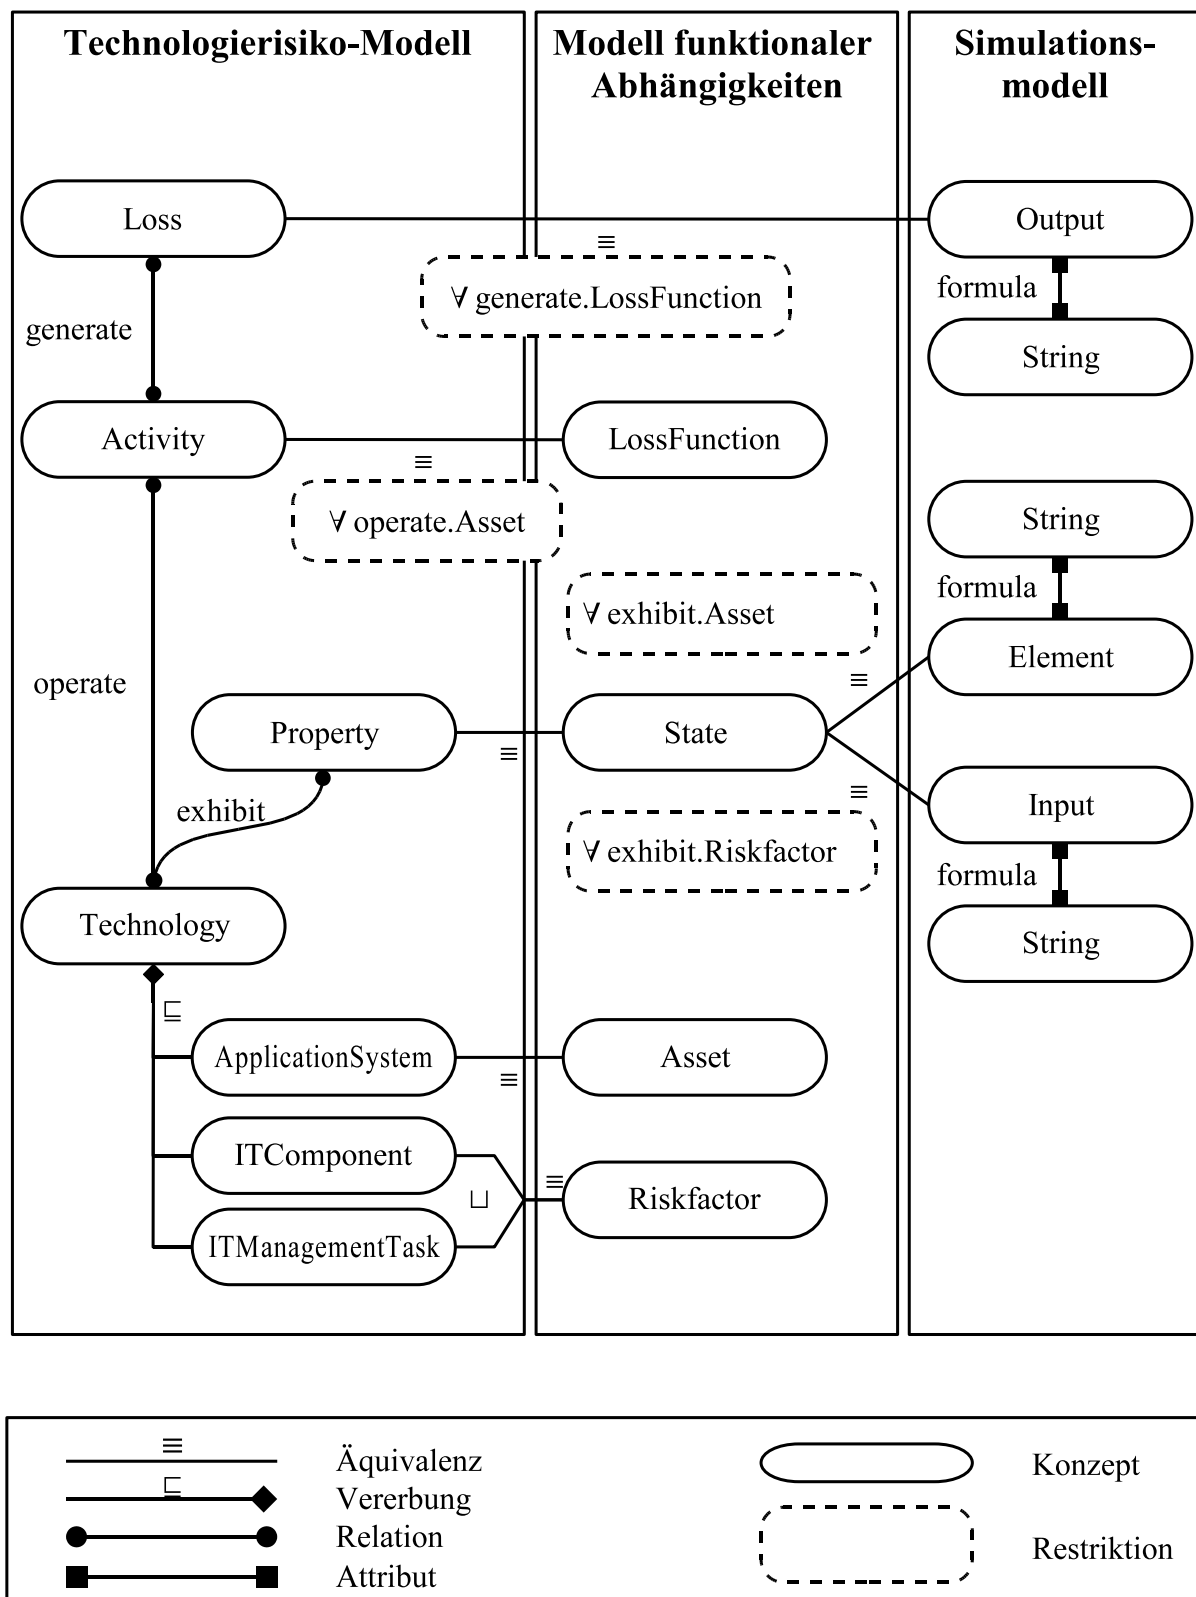 Technologierisiko-Modell
Modell funktionaler
Abhängigkeiten
Simulations-
modell
Loss
Output
≡
∀ generate.LossFunction
formula
generate
String
Activity
LossFunction
≡
∀ operate.Asset
String
formula
∀ exhibit.Asset
Element
≡
operate
Property
State
≡
≡
Input
exhibit
∀ exhibit.Riskfactor
formula
Technology
String
⊑
ApplicationSystem
Asset
≡
ITComponent
≡
⊔
Riskfactor
ITManagementTask
≡
Äquivalenz
Konzept
⊑
Vererbung
Relation
Restriktion
Attribut